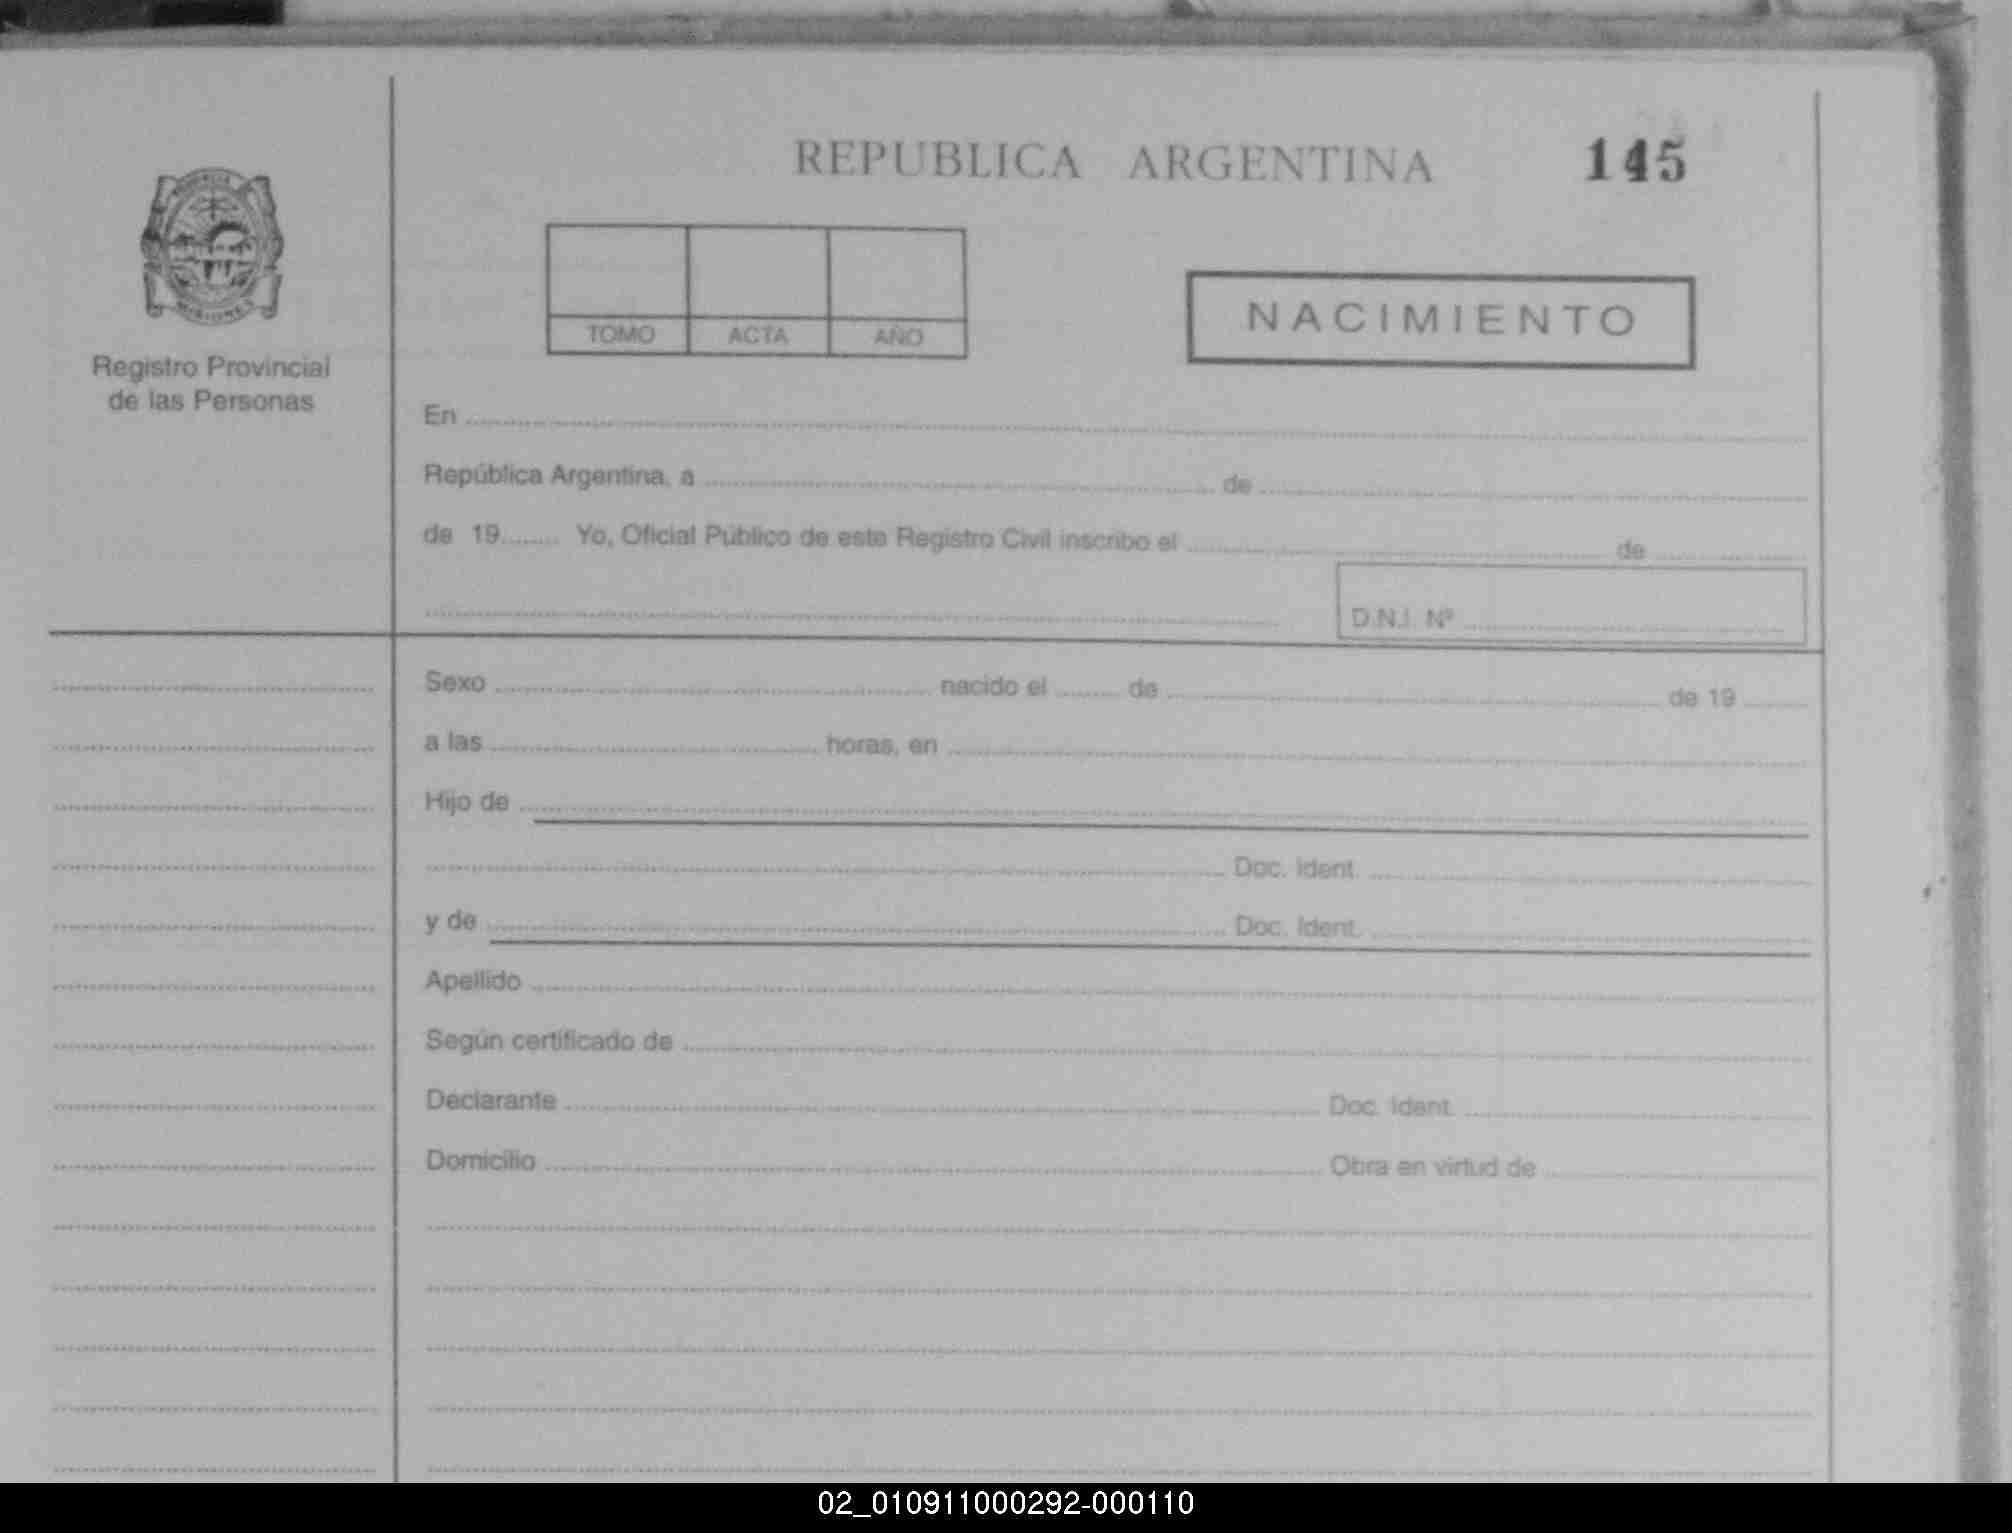 REPUBLICA ARGENTINA 145
MISIONES
Registro Provincial
de las Personas
TOMO ACTA AÑO
NACIMIENTO
En
República Argentina, a de
de 19 Yo, Oficial Público de este Registro Civil inscribo el de
D.N.I. Nº
Sexo nacido el de de 19
a las horas, en
Hijo de
Doc. Ident.
y de Doc. Ident.
Apellido
Según certificado de
Declarante Doc. Ident.
Domicilio Obra en virtud de
02_010911000292-000110